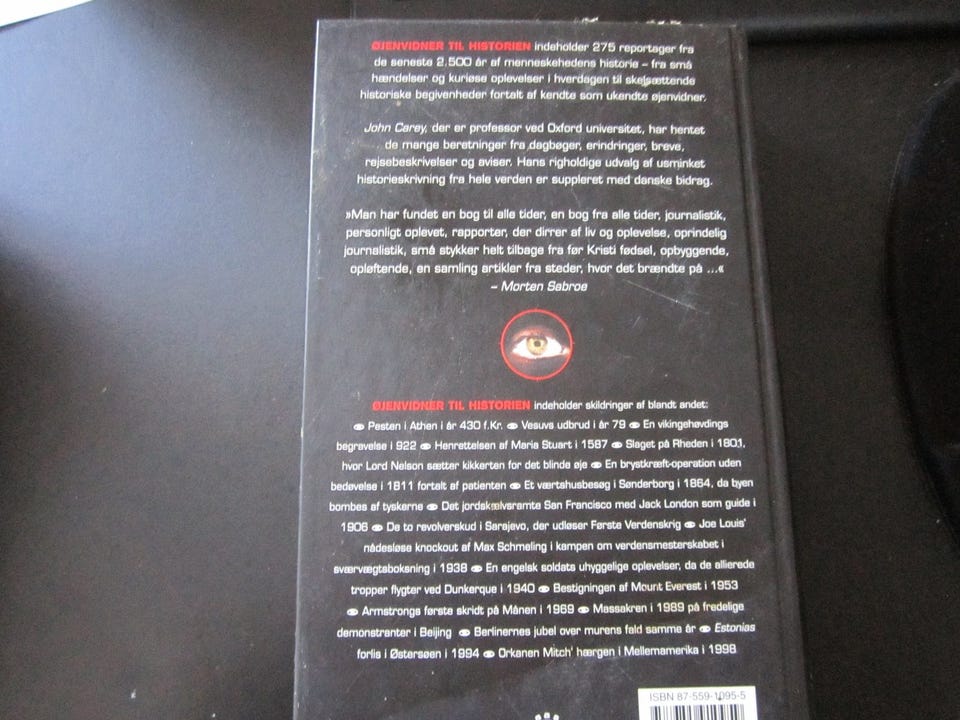 ØJENVIDNER TIL HISTORIEN indeholder 275 reportager fra
de seneste 2.500 år af menneskehedens historie – fra små
hændelser og kuriøse oplevelser i hverdagen til skelsættende
historiske begivenheder fortalt af kendte som ukendte øjenvidner.
John Carey, der er professor ved Oxford universitet, har hentet
de mange beretninger fra dagbøger, erindringer, breve,
rejsebeskrivelser og aviser. Hans righoldige udvalg af usminket
historieskrivning fra hele verden er suppleret med danske bidrag.
»Man har fundet en bog til alle tider, en bog fra alle tider, journalistik,
personligt oplevet, rapporter, der dirrer af liv og oplevelse, oprindelig
journalistik, små stykker helt tilbage fra før Kristi fødsel, opbyggende,
opløftende, en samling artikler fra steder, hvor det brændte på ...«
– Morten Sabroe
ØJENVIDNER TIL HISTORIEN indeholder skildringer af blandt andet:
Pesten i Athen i år 430 f.Kr. Vesuvs udbrud i år 79 En vikingehøvdings
begravelse i 922 Henrettelsen af Maria Stuart i 1587 Slaget på Rheden i 1801,
hvor Lord Nelson sætter kikkerten for det blinde øje En brystkræft-operation uden
bedøvelse i 1811 fortalt af patienten Et værtshusbesøg i Sønderborg i 1864, da byen
bombes af tyskerne Det jordskælvsramte San Francisco med Jack London som guide i
1906 De to revolverskud i Sarajevo, der udløser Første Verdenskrig Joe Louis'
nådesløse knockout af Max Schmeling i kampen om verdensmesterskabet i
sværvægtsboksning i 1938 En engelsk soldats uhyggelige oplevelser, da de allierede
tropper flygter ved Dunkerque i 1940 Bestigningen af Mount Everest i 1953
Armstrongs første skridt på Månen i 1969 Massakren i 1989 på fredelige
demonstranter i Beijing Berlinernes jubel over murens fald samme år Estonias
forlis i Østersøen i 1994 Orkanen Mitch' hærgen i Mellemamerika i 1998
ISBN 87-559-1095-5